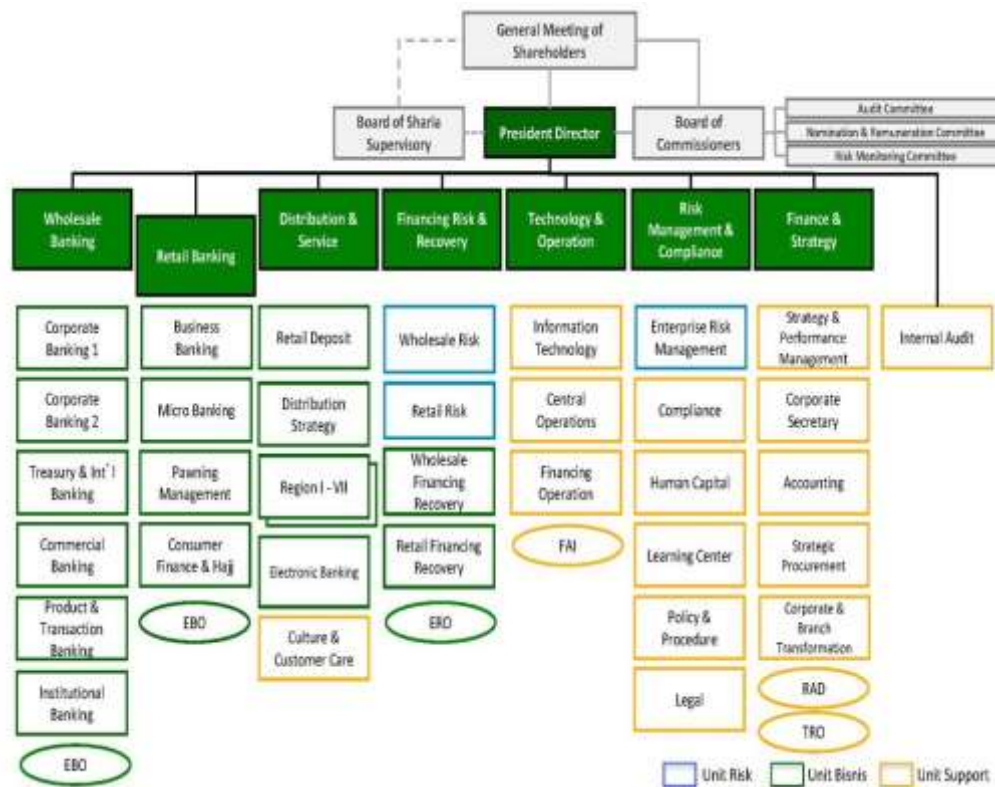 General Meeting of
Shareholders
Board of Sharia
Supervisory
President Director
Board of
Commissioners
Audit Committee
Nomination & Remuneration Committee
Risk Monitoring Committee
Wholesale
Banking
Retail Banking
Distribution &
Service
Financing Risk &
Recovery
Technology &
Operation
Risk
Management &
Compliance
Finance &
Strategy
Corporate
Banking 1
Corporate
Banking 2
Treasury & Int' l
Banking
Commercial
Banking
Product &
Transaction
Banking
Institutional
Banking
EBO
Business
Banking
Micro Banking
Pawning
Management
Consumer
Finance & Hajj
EBO
Retail Deposit
Distribution
Strategy
Region I - VII
Electronic Banking
Culture &
Customer Care
Wholesale Risk
Retail Risk
Wholesale
Financing
Recovery
Retail Financing
Recovery
ERO
Information
Technology
Central
Operations
Financing
Operation
FAI
Enterprise Risk
Management
Compliance
Human Capital
Learning Center
Policy &
Procedure
Legal
Strategy &
Performance
Management
Corporate
Secretary
Accounting
Strategic
Procurement
Corporate &
Branch
Transformation
RAD
TRO
Internal Audit
Unit Risk
Unit Bisnis
Unit Support